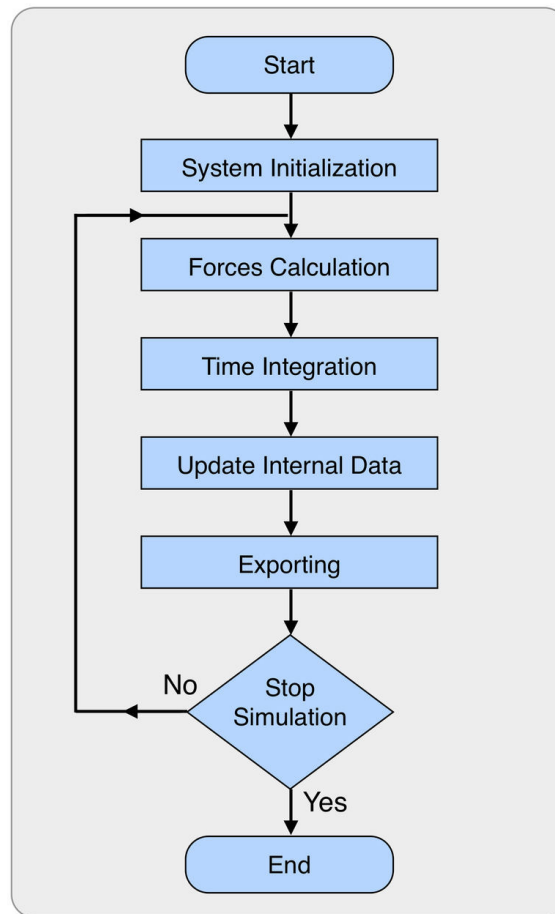 Start
System Initialization
Forces Calculation
Time Integration
Update Internal Data
Exporting
Stop
Simulation
No
Yes
End